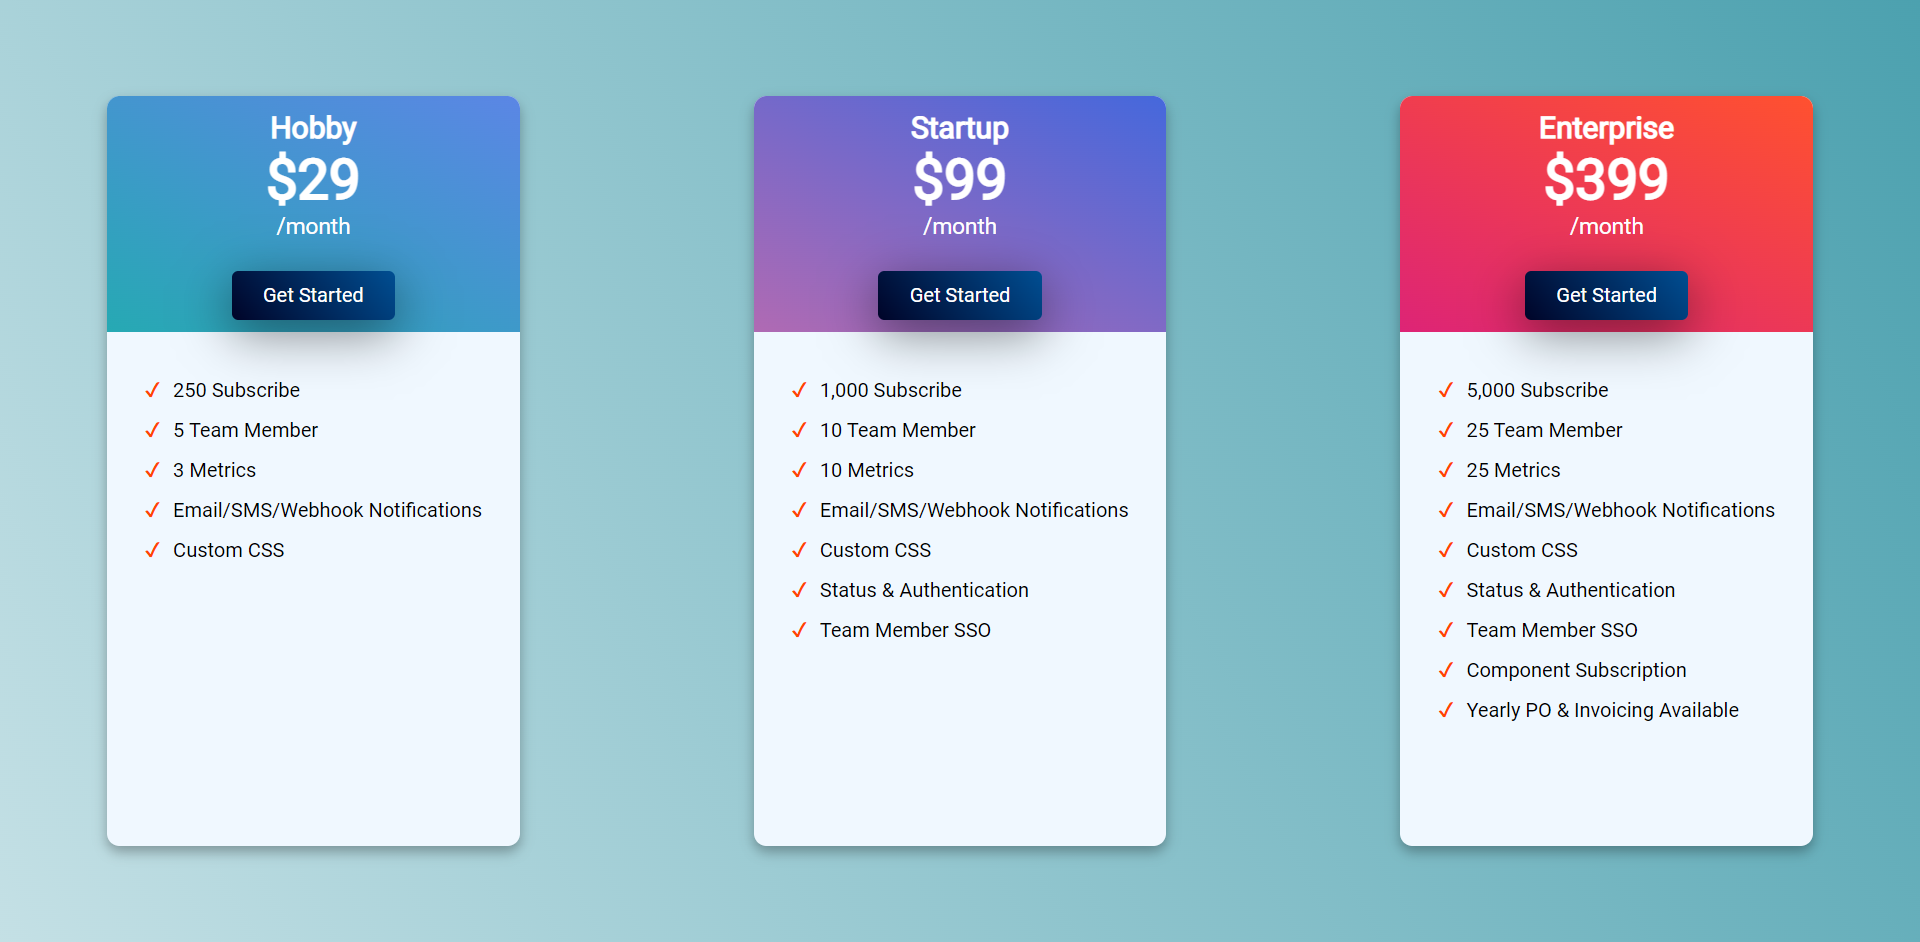 Hobby
$29
/month
Get Started
✓ 250 Subscribe
✓ 5 Team Member
✓ 3 Metrics
✓ Email/SMS/Webhook Notifications
✓ Custom CSS
Startup
$99
/month
Get Started
✓ 1,000 Subscribe
✓ 10 Team Member
✓ 10 Metrics
✓ Email/SMS/Webhook Notifications
✓ Custom CSS
✓ Status & Authentication
✓ Team Member SSO
Enterprise
$399
/month
Get Started
✓ 5,000 Subscribe
✓ 25 Team Member
✓ 25 Metrics
✓ Email/SMS/Webhook Notifications
✓ Custom CSS
✓ Status & Authentication
✓ Team Member SSO
✓ Component Subscription
✓ Yearly PO & Invoicing Available